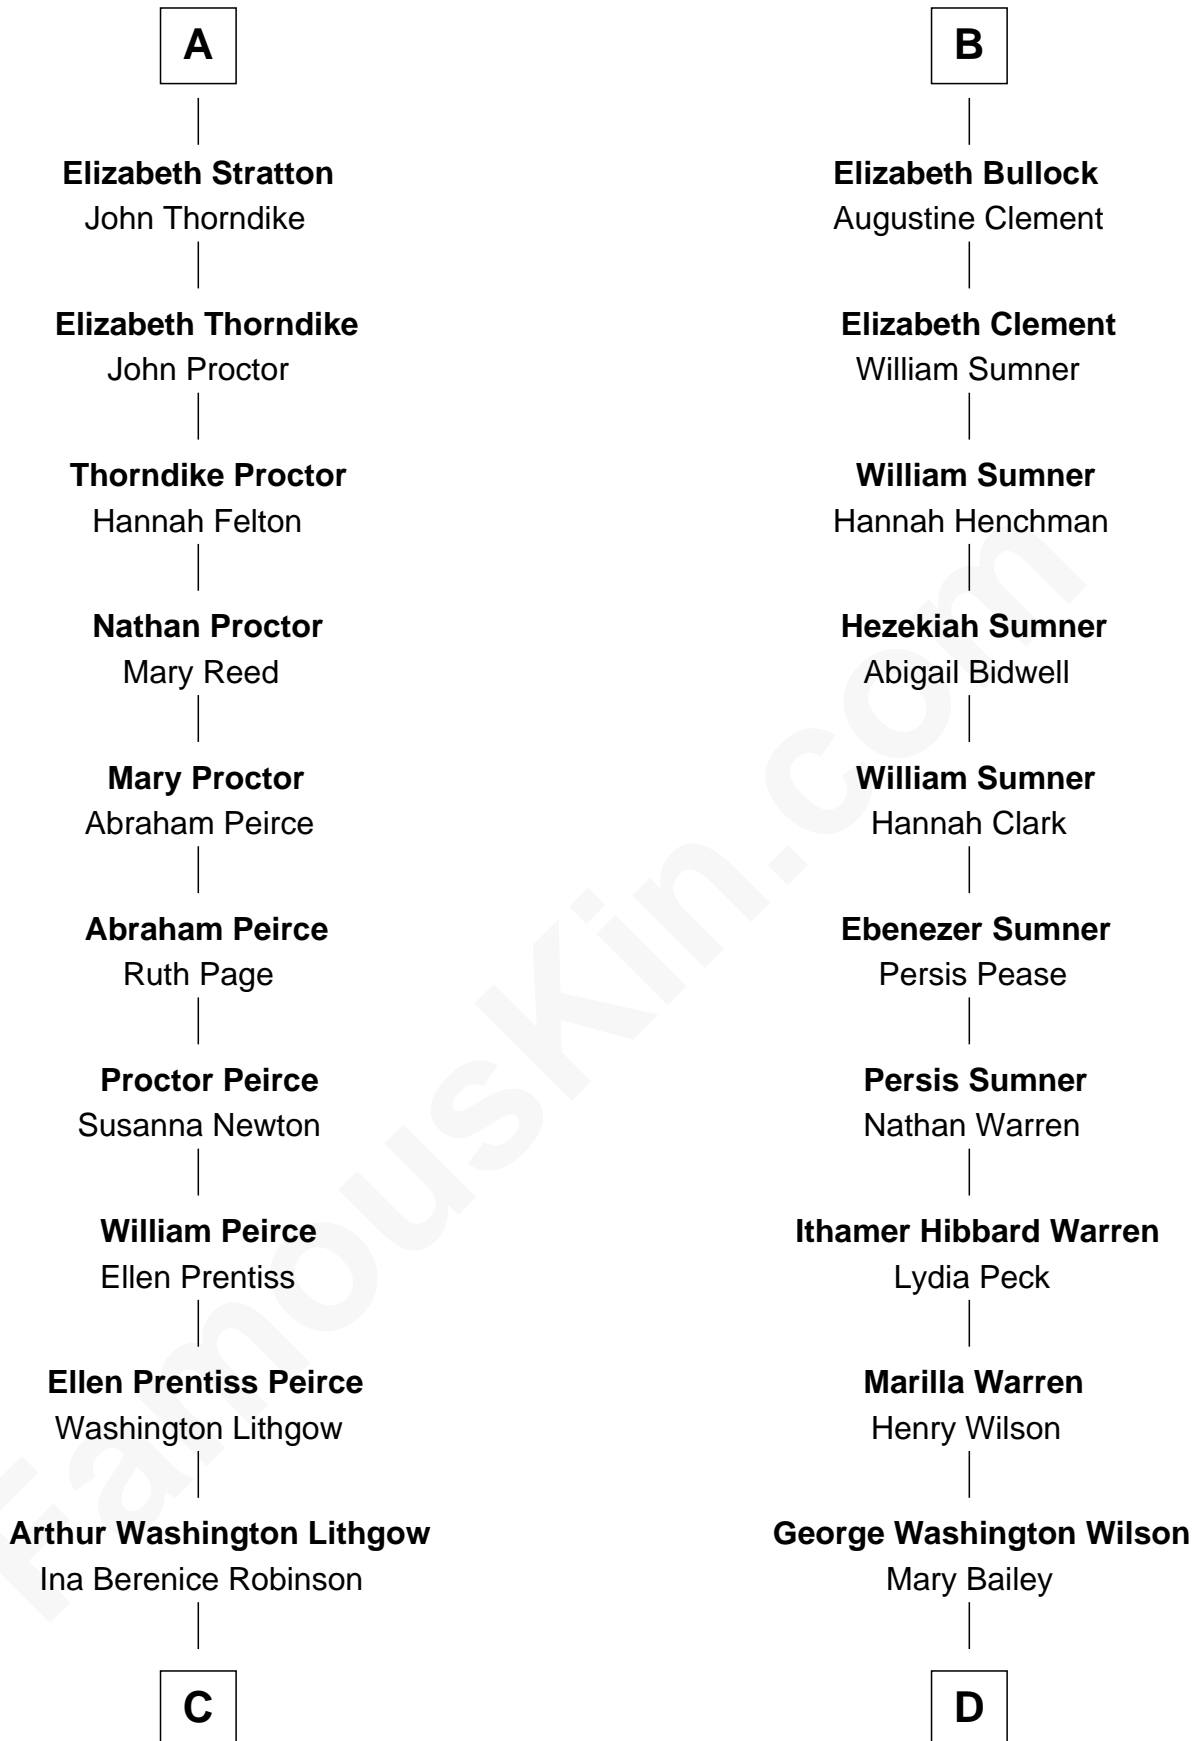 A
Elizabeth Stratton
John Thorndike
Elizabeth Thorndike
John Proctor
Thorndike Proctor
Hannah Felton
Nathan Proctor
Mary Reed
Mary Proctor
Abraham Peirce
Abraham Peirce
Ruth Page
Proctor Peirce
Susanna Newton
William Peirce
Ellen Prentiss
Ellen Prentiss Peirce
Washington Lithgow
Arthur Washington Lithgow
Ina Berenice Robinson
C
B
Elizabeth Bullock
Augustine Clement
Elizabeth Clement
William Sumner
William Sumner
Hannah Henchman
Hezekiah Sumner
Abigail Bidwell
William Sumner
Hannah Clark
Ebenezer Sumner
Persis Pease
Persis Sumner
Nathan Warren
Ithamer Hibbard Warren
Lydia Peck
Marilla Warren
Henry Wilson
George Washington Wilson
Mary Bailey
D
FamousKin.com